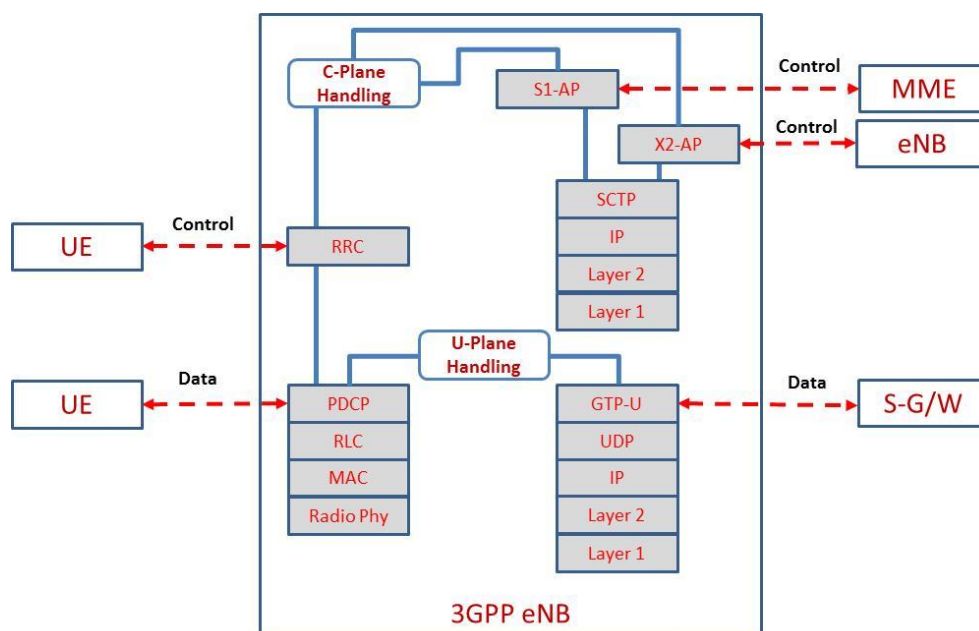 C-Plane
Handling
S1-AP
Control
MME
X2-AP
Control
eNB
SCTP
IP
Layer 2
Layer 1
UE
Control
RRC
U-Plane
Handling
UE
Data
PDCP
RLC
MAC
Radio Phy
GTP-U
UDP
IP
Layer 2
Layer 1
Data
S-G/W
3GPP eNB